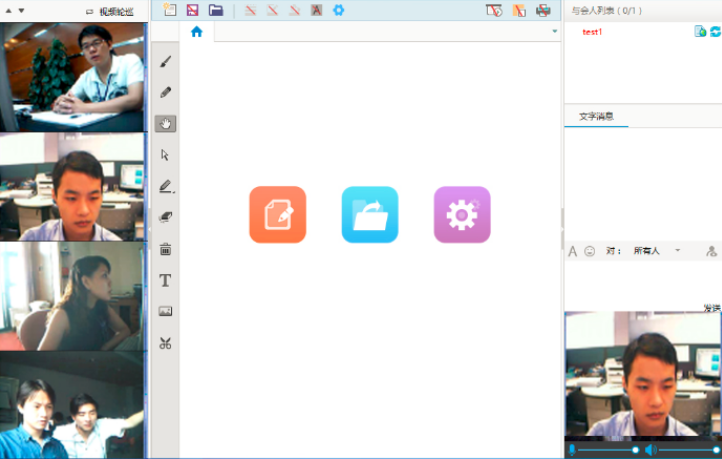 视频轮巡
与会人列表（0/1）
test1
文字消息
对：
所有人
发送